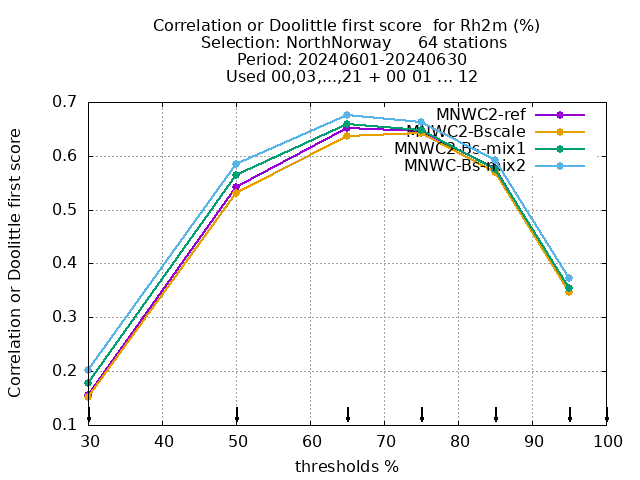 Correlation or Doolittle first score  for Rh2m (%)
Selection: NorthNorway     64 stations
Period: 20240601-20240630
Used 00,03,...,21 + 00 01 ... 12
Correlation or Doolittle first score
0.7
0.6
0.5
0.4
0.3
0.2
0.1
MNWC2-ref
MNWC2-Bscale
MNWC2-Bs-mix1
MNWC-Bs-mix2
30 40 50 60 70 80 90 100
thresholds %